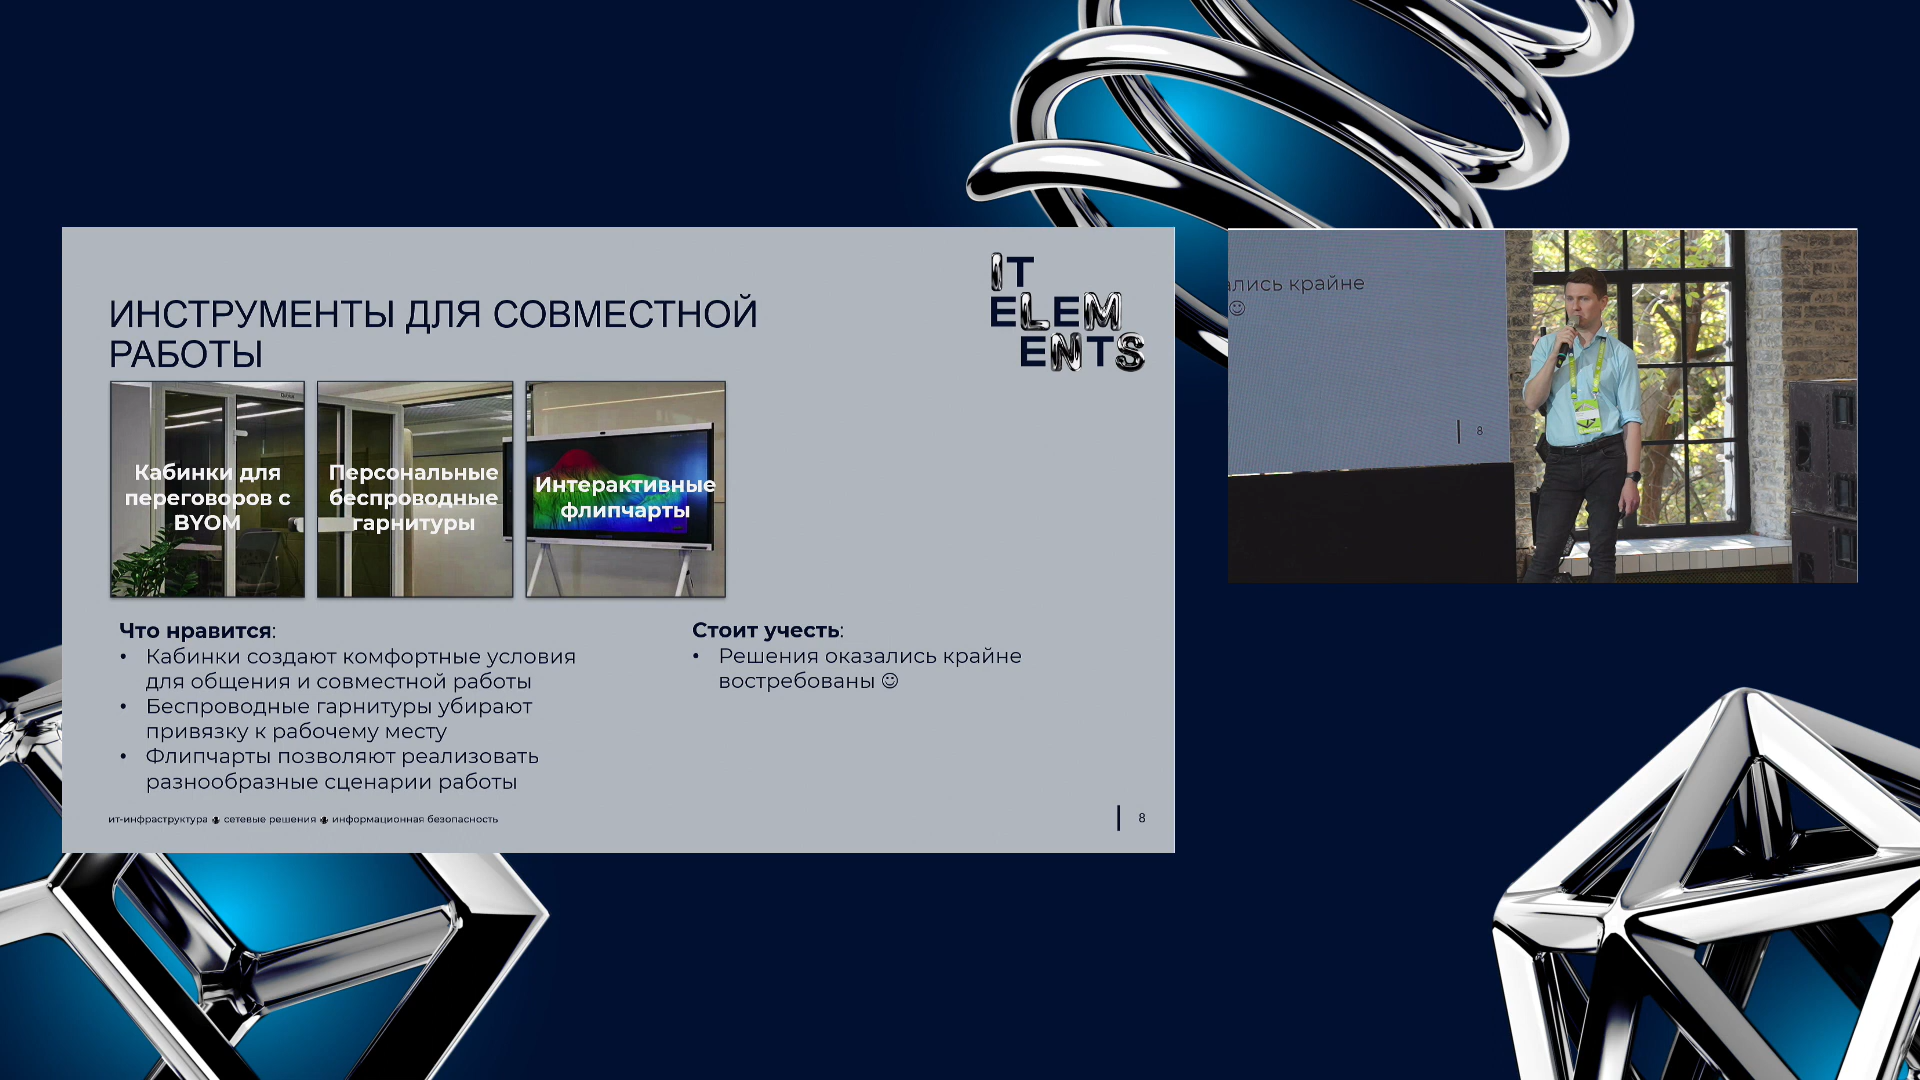 IT
ELEM
ENTS
ИНСТРУМЕНТЫ ДЛЯ СОВМЕСТНОЙ
РАБОТЫ
Кабинки для
переговоров с
BYOM
Персональные
беспроводные
гарнитуры
Интерактивные
флипчарты
Что нравится:
• Кабинки создают комфортные условия
для общения и совместной работы
• Беспроводные гарнитуры убирают
привязку к рабочему месту
• Флипчарты позволяют реализовать
разнообразные сценарии работы
Стоит учесть:
• Решения оказались крайне
востребованы ☺
ит-инфраструктура сетевые решения информационная безопасность
8
ались крайне
☺
8